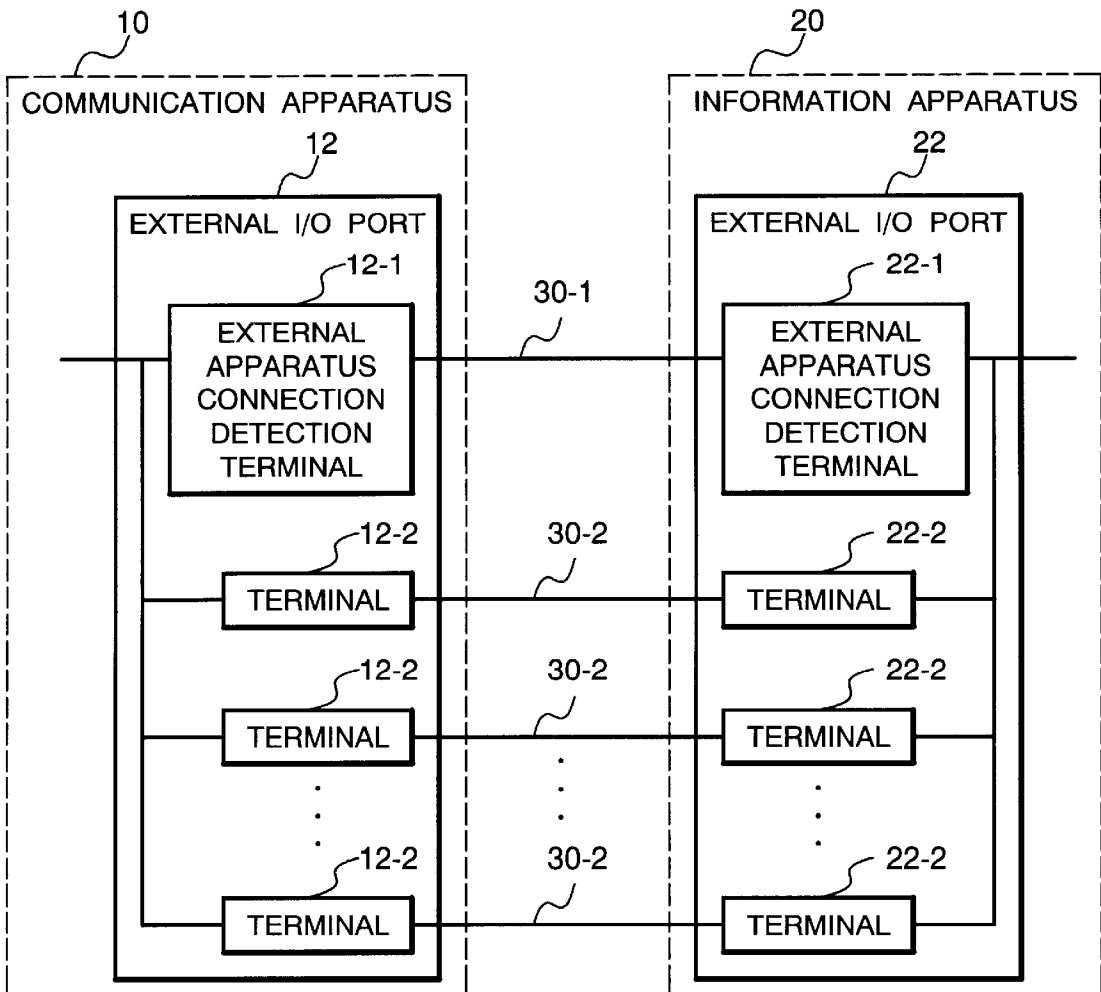 10
20
COMMUNICATION APPARATUS
INFORMATION APPARATUS
12
22
EXTERNAL I/O PORT
EXTERNAL I/O PORT
12-1
30-1
22-1
EXTERNAL
APPARATUS
CONNECTION
DETECTION
TERMINAL
EXTERNAL
APPARATUS
CONNECTION
DETECTION
TERMINAL
12-2
30-2
22-2
TERMINAL
TERMINAL
12-2
30-2
22-2
TERMINAL
TERMINAL
12-2
30-2
22-2
TERMINAL
TERMINAL